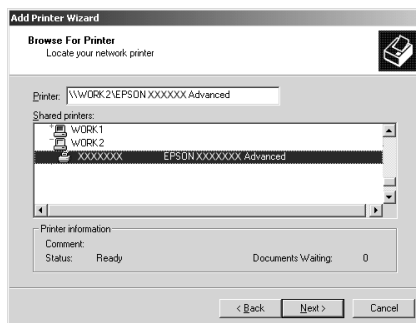 Add Printer Wizard
Browse For Printer
Locate your network printer
Printer: \\WORK2\EPSON XXXXXX Advanced
Shared printers:
WORK1
WORK2
XXXXXXX EPSON XXXXXXX Advanced
Printer information
Comment:
Status: Ready Documents Waiting: 0
< Back Next > Cancel